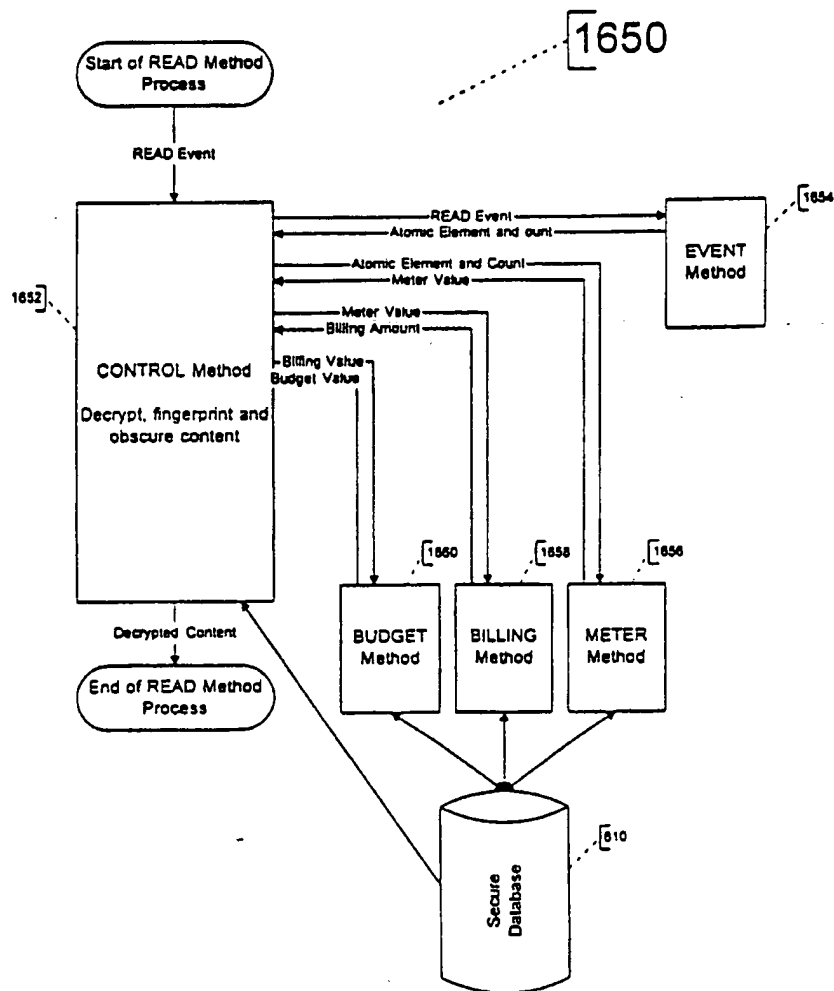 1650
Start of READ Method
Process
READ Event
1654
READ Event
Atomic Element and ount
EVENT
Method
Atomic Element and Count
Meter Value
1652
Meter Value
Billing Amount
CONTROL Method
Billing Value
Budget Value
Decrypt, fingerprint and
obscure content
1660
1658
1656
BUDGET
Method
BILLING
Method
METER
Method
Decrypted Content
End of READ Method
Process
610
Secure
Database